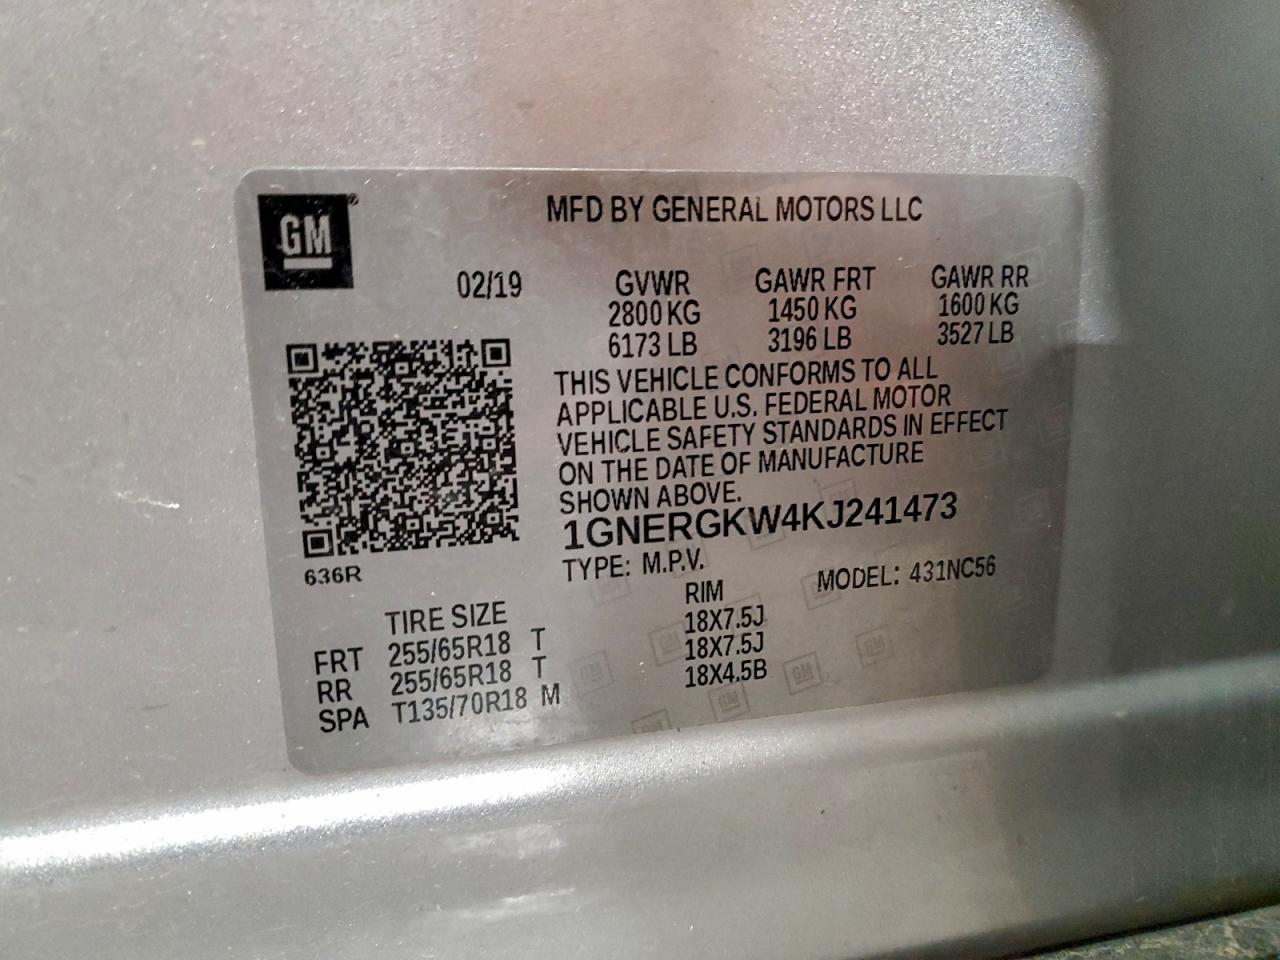 GM®
MFD BY GENERAL MOTORS LLC
02/19
GVWR GAWR FRT GAWR RR
2800 KG 1450 KG 1600 KG
6173 LB 3196 LB 3527 LB
THIS VEHICLE CONFORMS TO ALL
APPLICABLE U.S. FEDERAL MOTOR
VEHICLE SAFETY STANDARDS IN EFFECT
ON THE DATE OF MANUFACTURE
SHOWN ABOVE.
1GNERGKW4KJ241473
TYPE: M.P.V. MODEL: 431NC56
636R
TIRE SIZE RIM
FRT 255/65R18 T 18X7.5J
RR 255/65R18 T 18X7.5J
SPA T135/70R18 M 18X4.5B